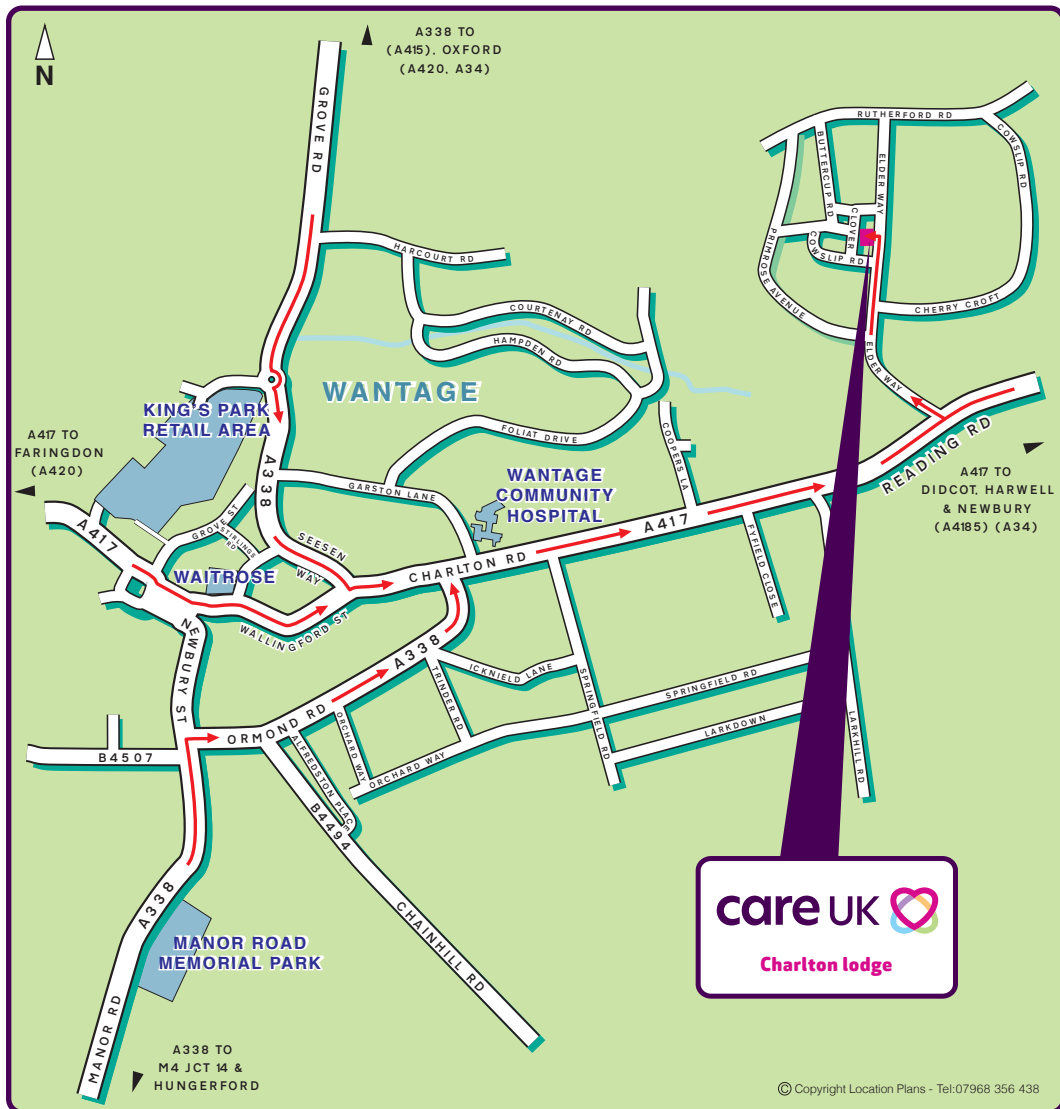 N
A338 TO
(A415), OXFORD
(A420, A34)
GROVE RD
RUTHERFORD RD
COWSLIP RD
BUTTERCUP RD
ELDER WAY
CLOVER
COWSLIP RD
PRIMROSE AVENUE
CHERRY CROFT
ELDER WAY
HARCOURT RD
COURTENAY RD
HAMPDEN RD
WANTAGE
KING'S PARK
RETAIL AREA
A417 TO
FARINGDON
(A420)
FOLIAT DRIVE
COOPERS LA
READING RD
A417 TO
DIDCOT, HARWELL
& NEWBURY
(A4185) (A34)
A338
GARSTON LANE
WANTAGE
COMMUNITY
HOSPITAL
A417
GROVE ST
STIRLINGS
RD
SEESEN
WAY
A417
CHARLTON RD
FYFIELD CLOSE
WAITROSE
WALLINGFORD ST
NEWBURY ST
A338
ICKNIELD LANE
TRINDER RD
SPRINGFIELD RD
SPRINGFIELD RD
LARKDOWN
LARKHILL RD
ORMOND RD
ORCHARD WAY
ORCHARD WAY
ALFREDSTON PLACE
B4507
B4494
CHAINHILL RD
A338
MANOR ROAD
MEMORIAL PARK
MANOR RD
A338 TO
M4 JCT 14 &
HUNGERFORD
care UK
Charlton lodge
© Copyright Location Plans - Tel:07968 356 438